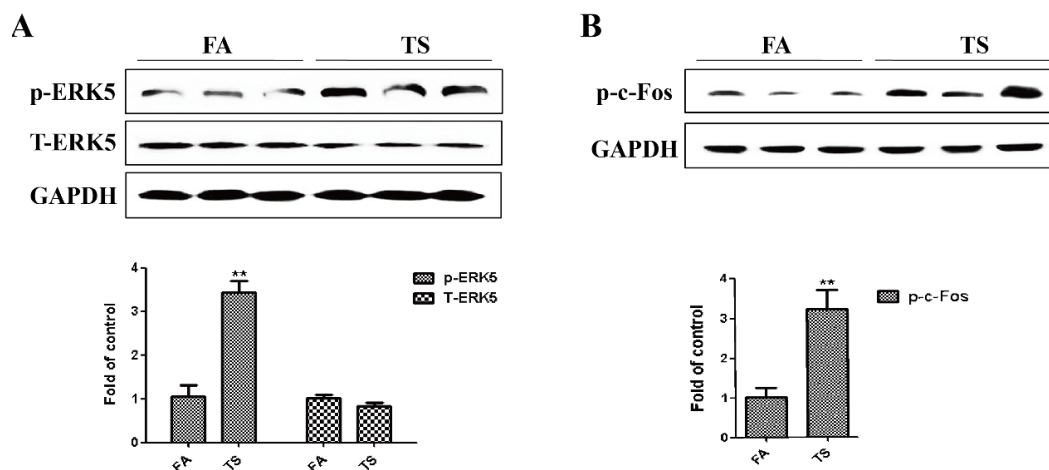 A
FA TS
p-ERK5
T-ERK5
GAPDH
Fold of control
4
3
2
1
0
**
FA TS FA TS
p-ERK5
T-ERK5
B
FA TS
p-c-Fos
GAPDH
Fold of control
4
3
2
1
0
**
FA TS
p-c-Fos